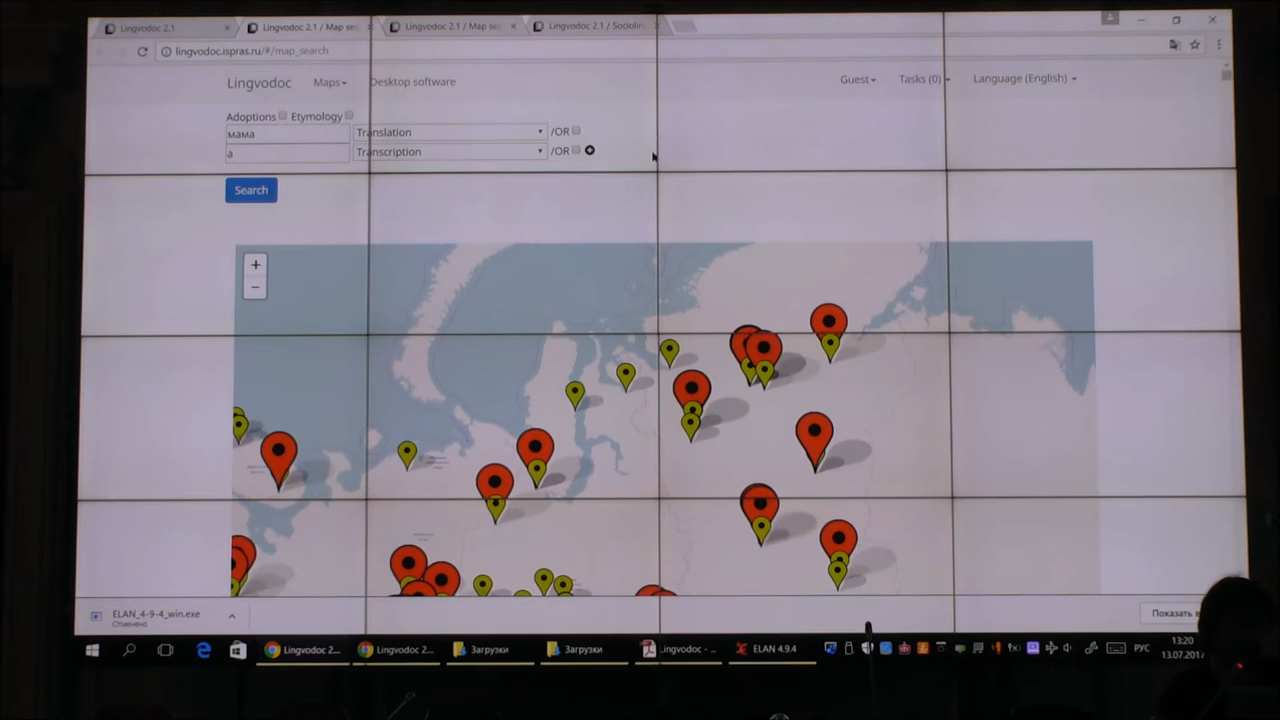 Lingvodoc 2.1
Lingvodoc 2.1 / Map se
Lingvodoc 2.1 / Map se
Lingvodoc 2.1 / Sociolin
lingvodoc.ispras.ru/#/map_search
Lingvodoc Maps Desktop software Guest Tasks (0) Language (English)
Adoptions Etymology
мама Translation /OR
a Transcription /OR
Search
+
−
ELAN_4-9-4_win.exe
Отменено
Показать в
Lingvodoc 2...
Lingvodoc 2...
Загрузки
Загрузки
Lingvodoc - ...
ELAN 4.9.4
РУС
13:20
13.07.2017